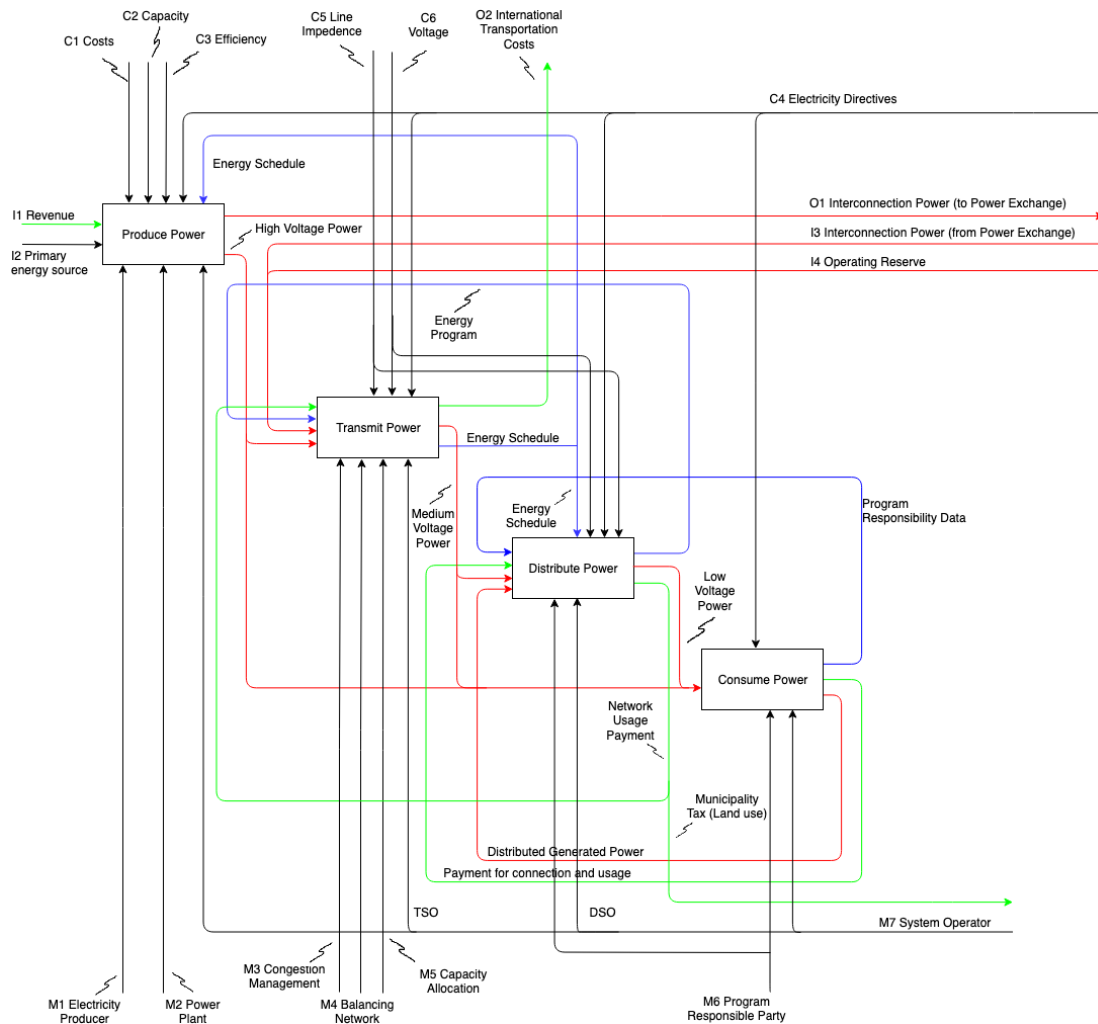 C2 Capacity
C1 Costs
C3 Efficiency
C5 Line
Impedence
C6
Voltage
O2 International
Transportation
Costs
C4 Electricity Directives
Energy Schedule
I1 Revenue
Produce Power
I2 Primary
energy source
High Voltage Power
O1 Interconnection Power (to Power Exchange)
I3 Interconnection Power (from Power Exchange)
I4 Operating Reserve
Energy
Program
Transmit Power
Energy Schedule
Medium
Voltage
Power
Energy
Schedule
Program
Responsibility Data
Distribute Power
Low
Voltage
Power
Consume Power
Network
Usage
Payment
Municipality
Tax (Land use)
Distributed Generated Power
Payment for connection and usage
TSO
DSO
M7 System Operator
M3 Congestion
Management
M5 Capacity
Allocation
M1 Electricity
Producer
M2 Power
Plant
M4 Balancing
Network
M6 Program
Responsible Party